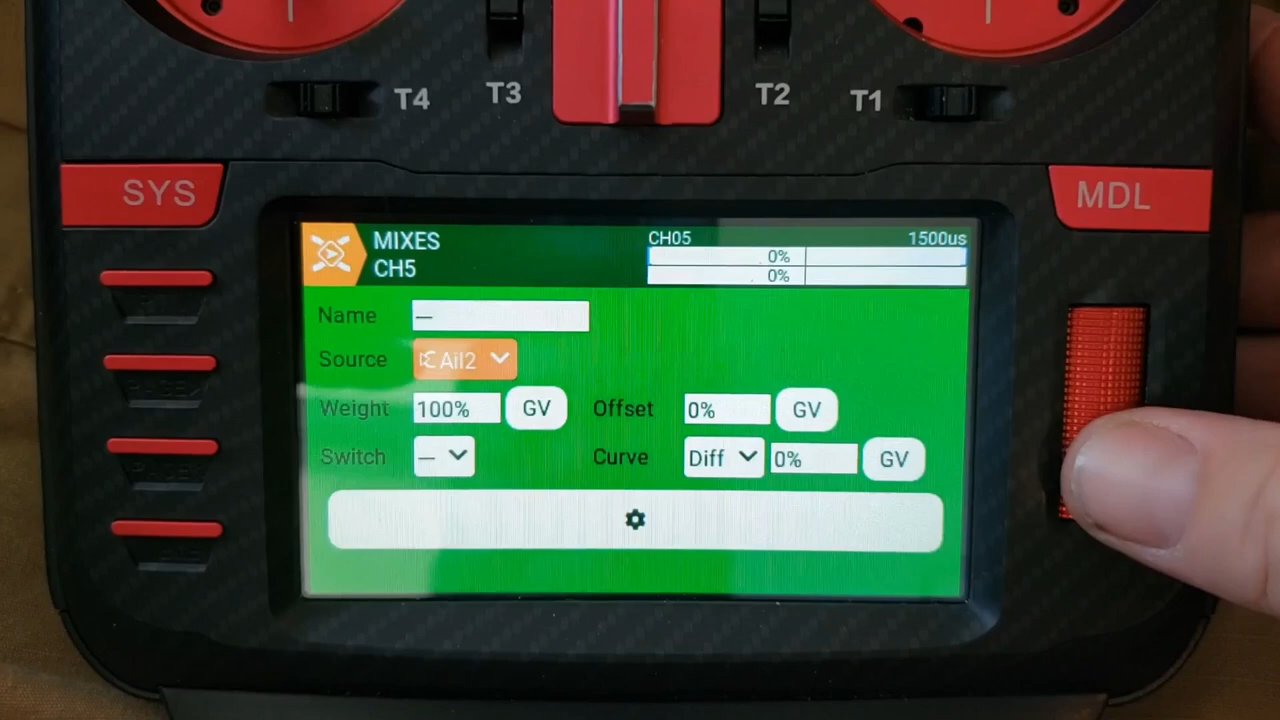 T4 T3 T2 T1
SYS MDL
MIXES CH05 1500us
CH5 0%
0%
Name —
Source Ail2
Weight 100% GV Offset 0% GV
Switch — Curve Diff 0% GV